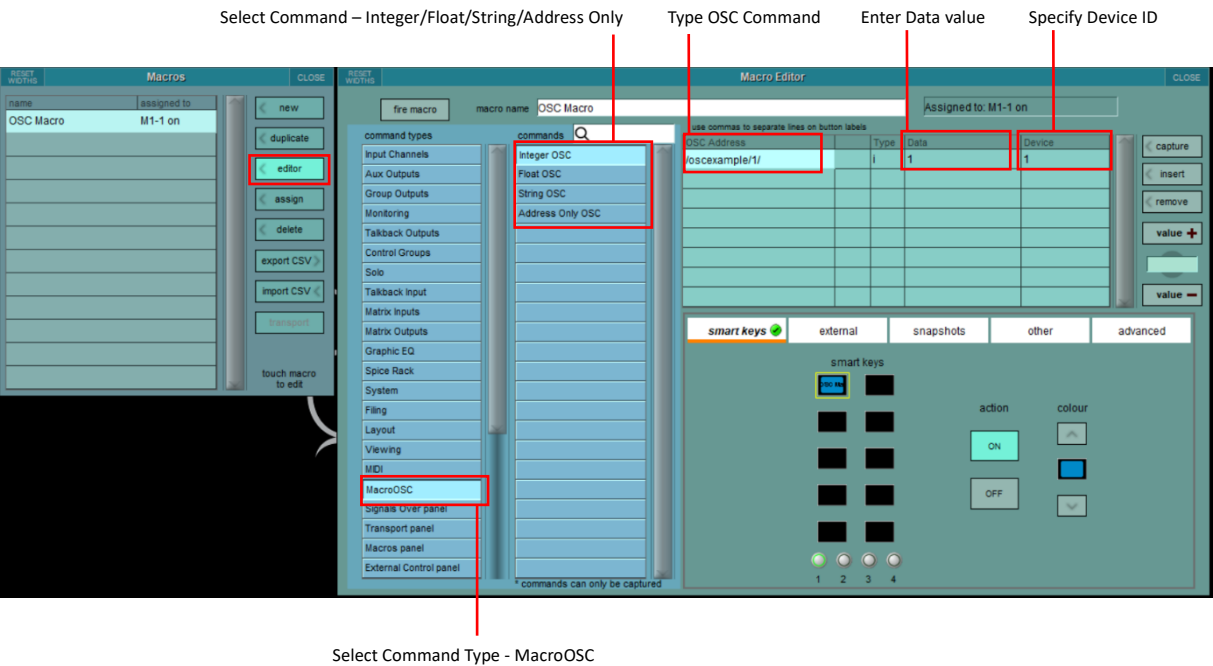 Select Command – Integer/Float/String/Address Only
Type OSC Command
Enter Data value
Specify Device ID
RESET WIDTHS
Macros
CLOSE
name
assigned to
OSC Macro
M1-1 on
new
duplicate
editor
assign
delete
export CSV
import CSV
transport
touch macro
to edit
RESET WIDTHS
Macro Editor
CLOSE
fire macro
macro name
OSC Macro
Assigned to: M1-1 on
use commas to separate lines on button labels
command types
Input Channels
Aux Outputs
Group Outputs
Monitoring
Talkback Outputs
Control Groups
Solo
Talkback Input
Matrix Inputs
Matrix Outputs
Graphic EQ
Spice Rack
System
Filing
Layout
Viewing
MIDI
MacroOSC
Signals Over panel
Transport panel
Macros panel
External Control panel
commands
Integer OSC
Float OSC
String OSC
Address Only OSC
* commands can only be captured
OSC Address
Type
Data
Device
/oscexample/1/
i
1
1
capture
insert
remove
value +
value –
smart keys
external
snapshots
other
advanced
smart keys
1
2
3
4
action
ON
OFF
colour
Select Command Type - MacroOSC